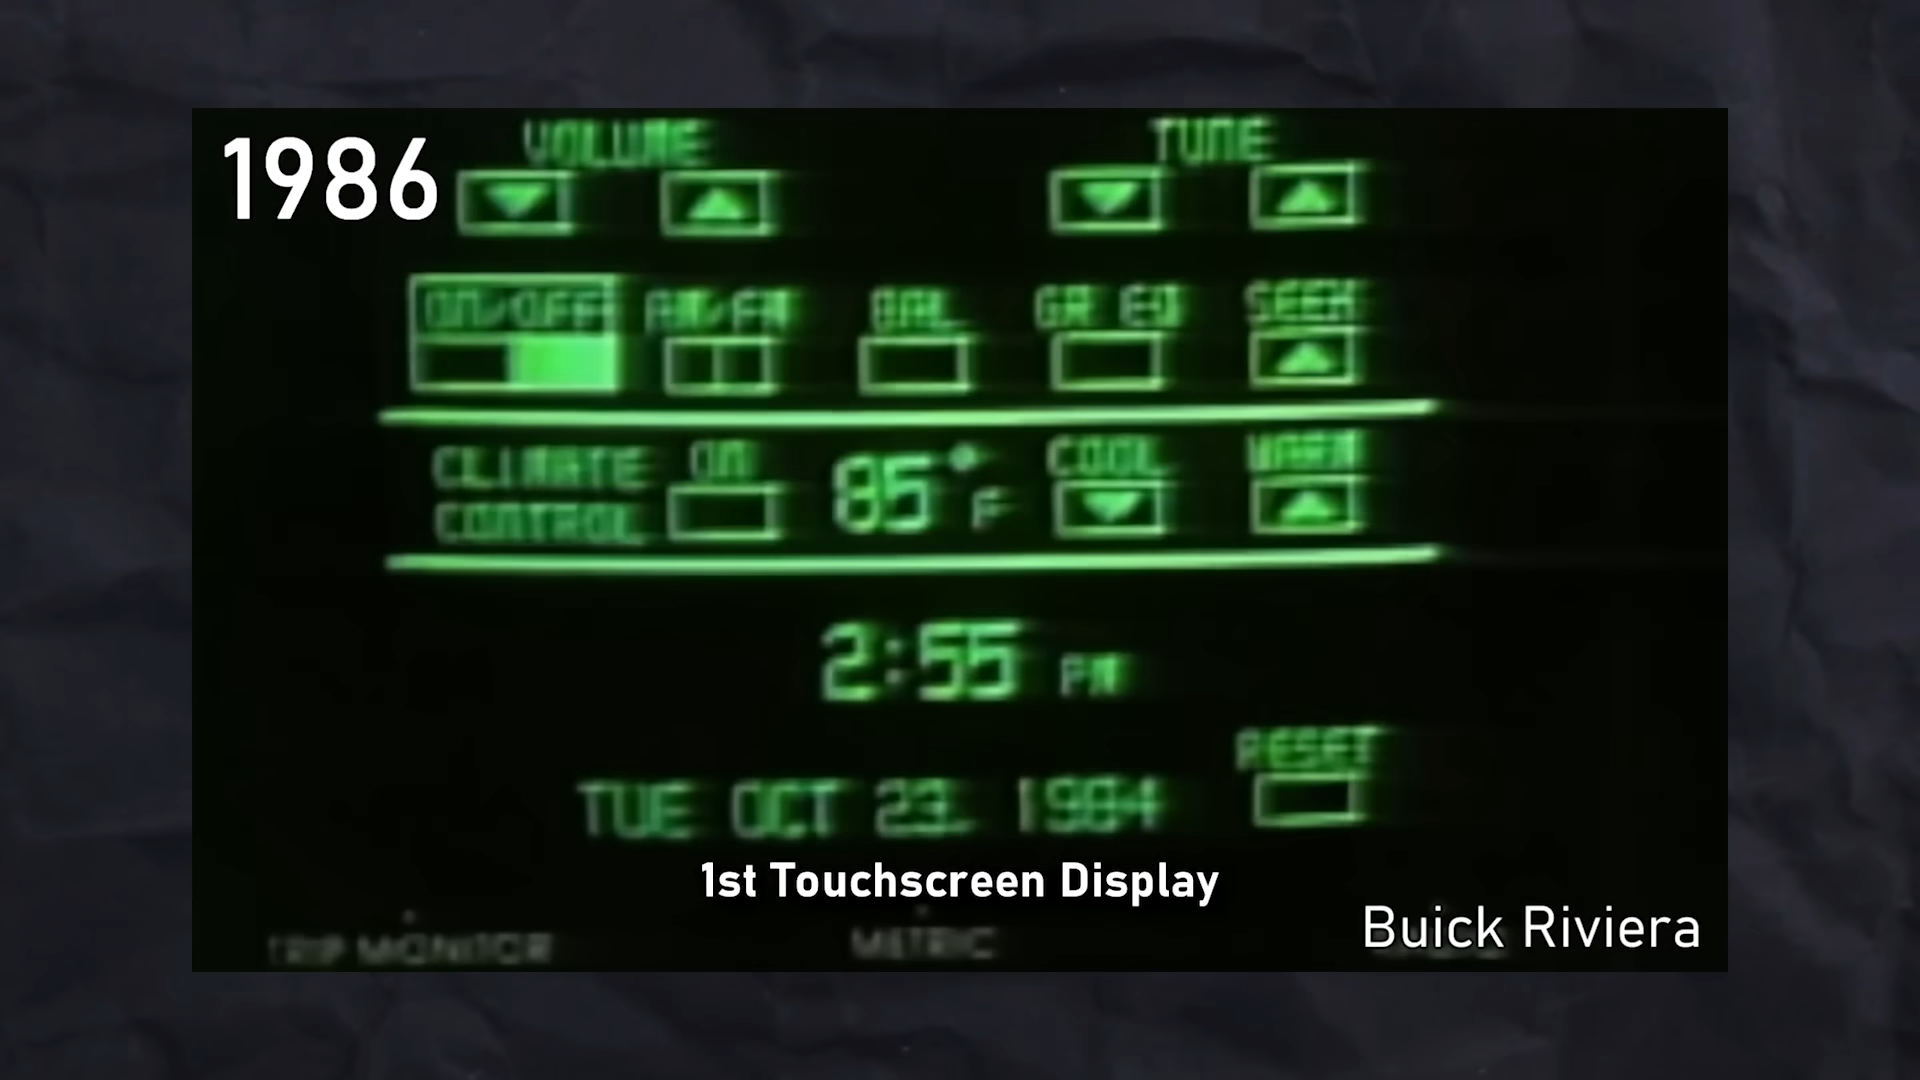 1986
VOLUME TUNE
ON/OFF AM/FM BAL GR EQ SEEK
CLIMATE CONTROL ON 85°F COOL WARM
2:55 PM
RESET
TUE OCT 23, 1984
1st Touchscreen Display
Buick Riviera
TRIP MONITOR METRIC